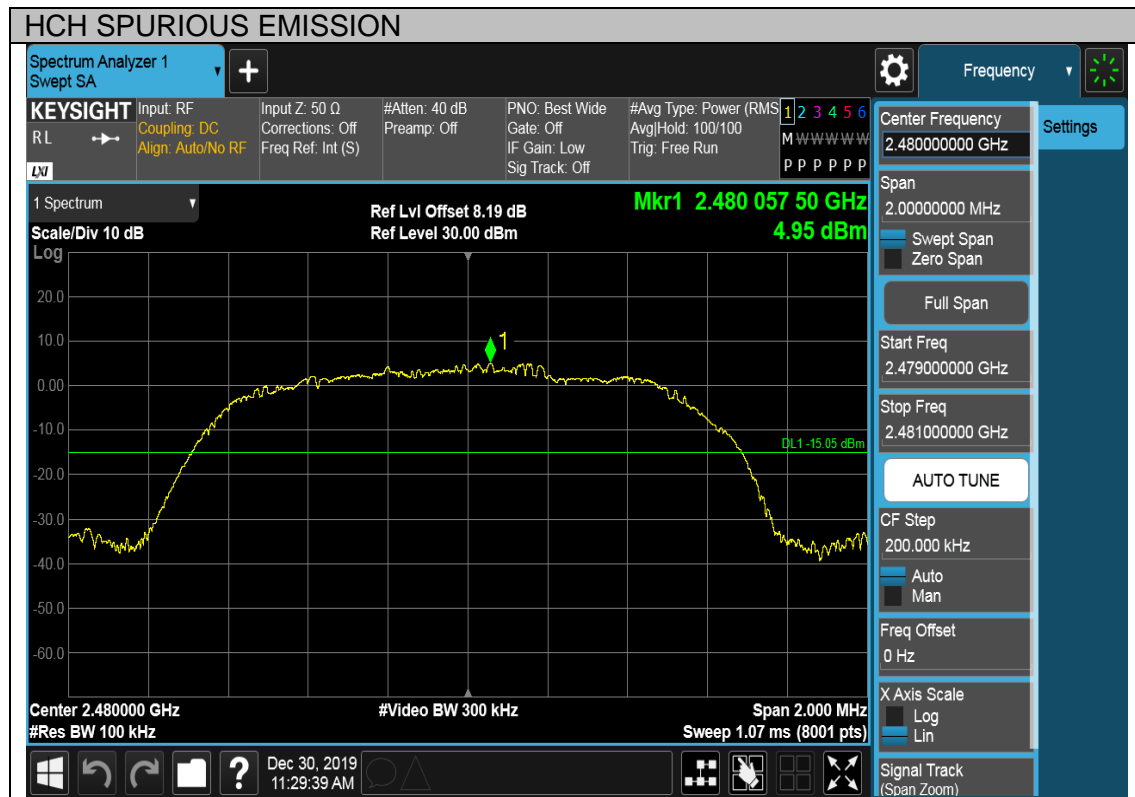 HCH SPURIOUS EMISSION
Spectrum Analyzer 1
Swept SA
+
Frequency
KEYSIGHT
RL
LXI
Input: RF
Coupling: DC
Align: Auto/No RF
Input Z: 50 Ω
Corrections: Off
Freq Ref: Int (S)
#Atten: 40 dB
Preamp: Off
PNO: Best Wide
Gate: Off
IF Gain: Low
Sig Track: Off
#Avg Type: Power (RMS
Avg|Hold: 100/100
Trig: Free Run
1 2 3 4 5 6
M W W W W W
P P P P P P
1 Spectrum
Scale/Div 10 dB
Log
Ref Lvl Offset 8.19 dB
Ref Level 30.00 dBm
Mkr1 2.480 057 50 GHz
4.95 dBm
20.0
10.0
0.00
-10.0
-20.0
-30.0
-40.0
-50.0
-60.0
1
DL1 -15.05 dBm
Center 2.480000 GHz
#Res BW 100 kHz
#Video BW 300 kHz
Span 2.000 MHz
Sweep 1.07 ms (8001 pts)
?
Dec 30, 2019
11:29:39 AM
Center Frequency
2.480000000 GHz
Settings
Span
2.00000000 MHz
Swept Span
Zero Span
Full Span
Start Freq
2.479000000 GHz
Stop Freq
2.481000000 GHz
AUTO TUNE
CF Step
200.000 kHz
Auto
Man
Freq Offset
0 Hz
X Axis Scale
Log
Lin
Signal Track
(Span Zoom)